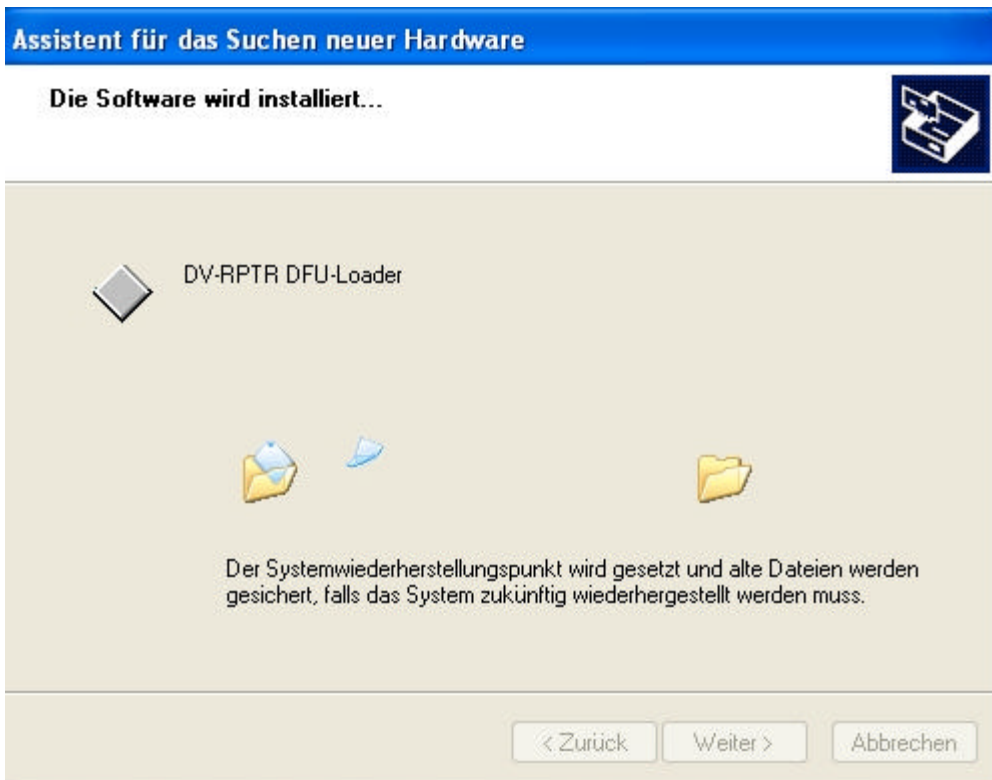 Assistent für das Suchen neuer Hardware
Die Software wird installiert...
DV-RPTR DFU-Loader
Der Systemwiederherstellungspunkt wird gesetzt und alte Dateien werden
gesichert, falls das System zukünftig wiederhergestellt werden muss.
< Zurück
Weiter >
Abbrechen